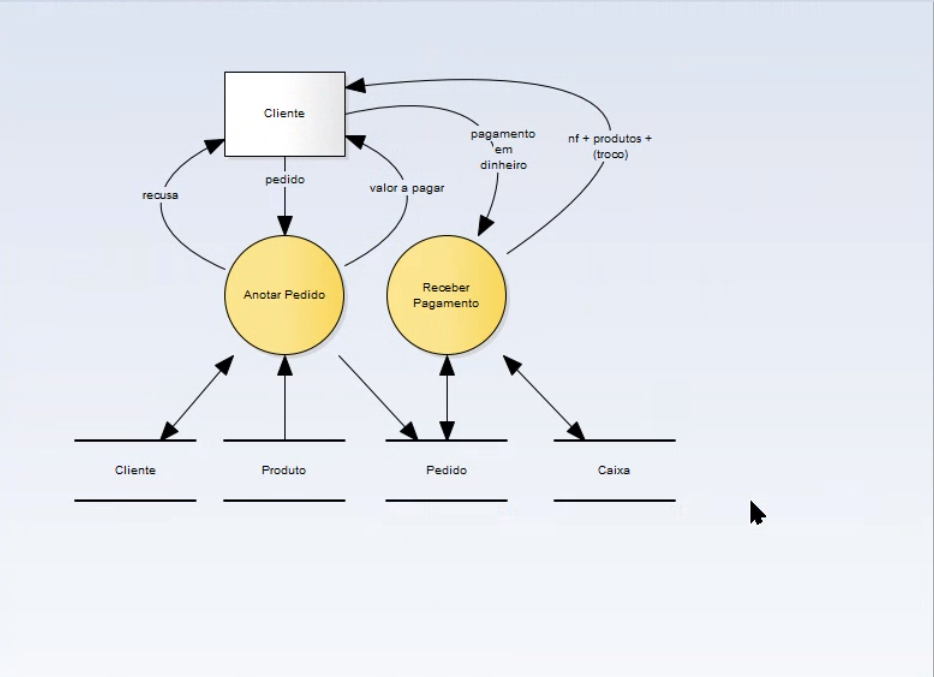 Cliente
pagamento
em
dinheiro
nf + produtos +
(troco)
recusa
pedido
valor a pagar
Anotar Pedido
Receber
Pagamento
Cliente
Produto
Pedido
Caixa